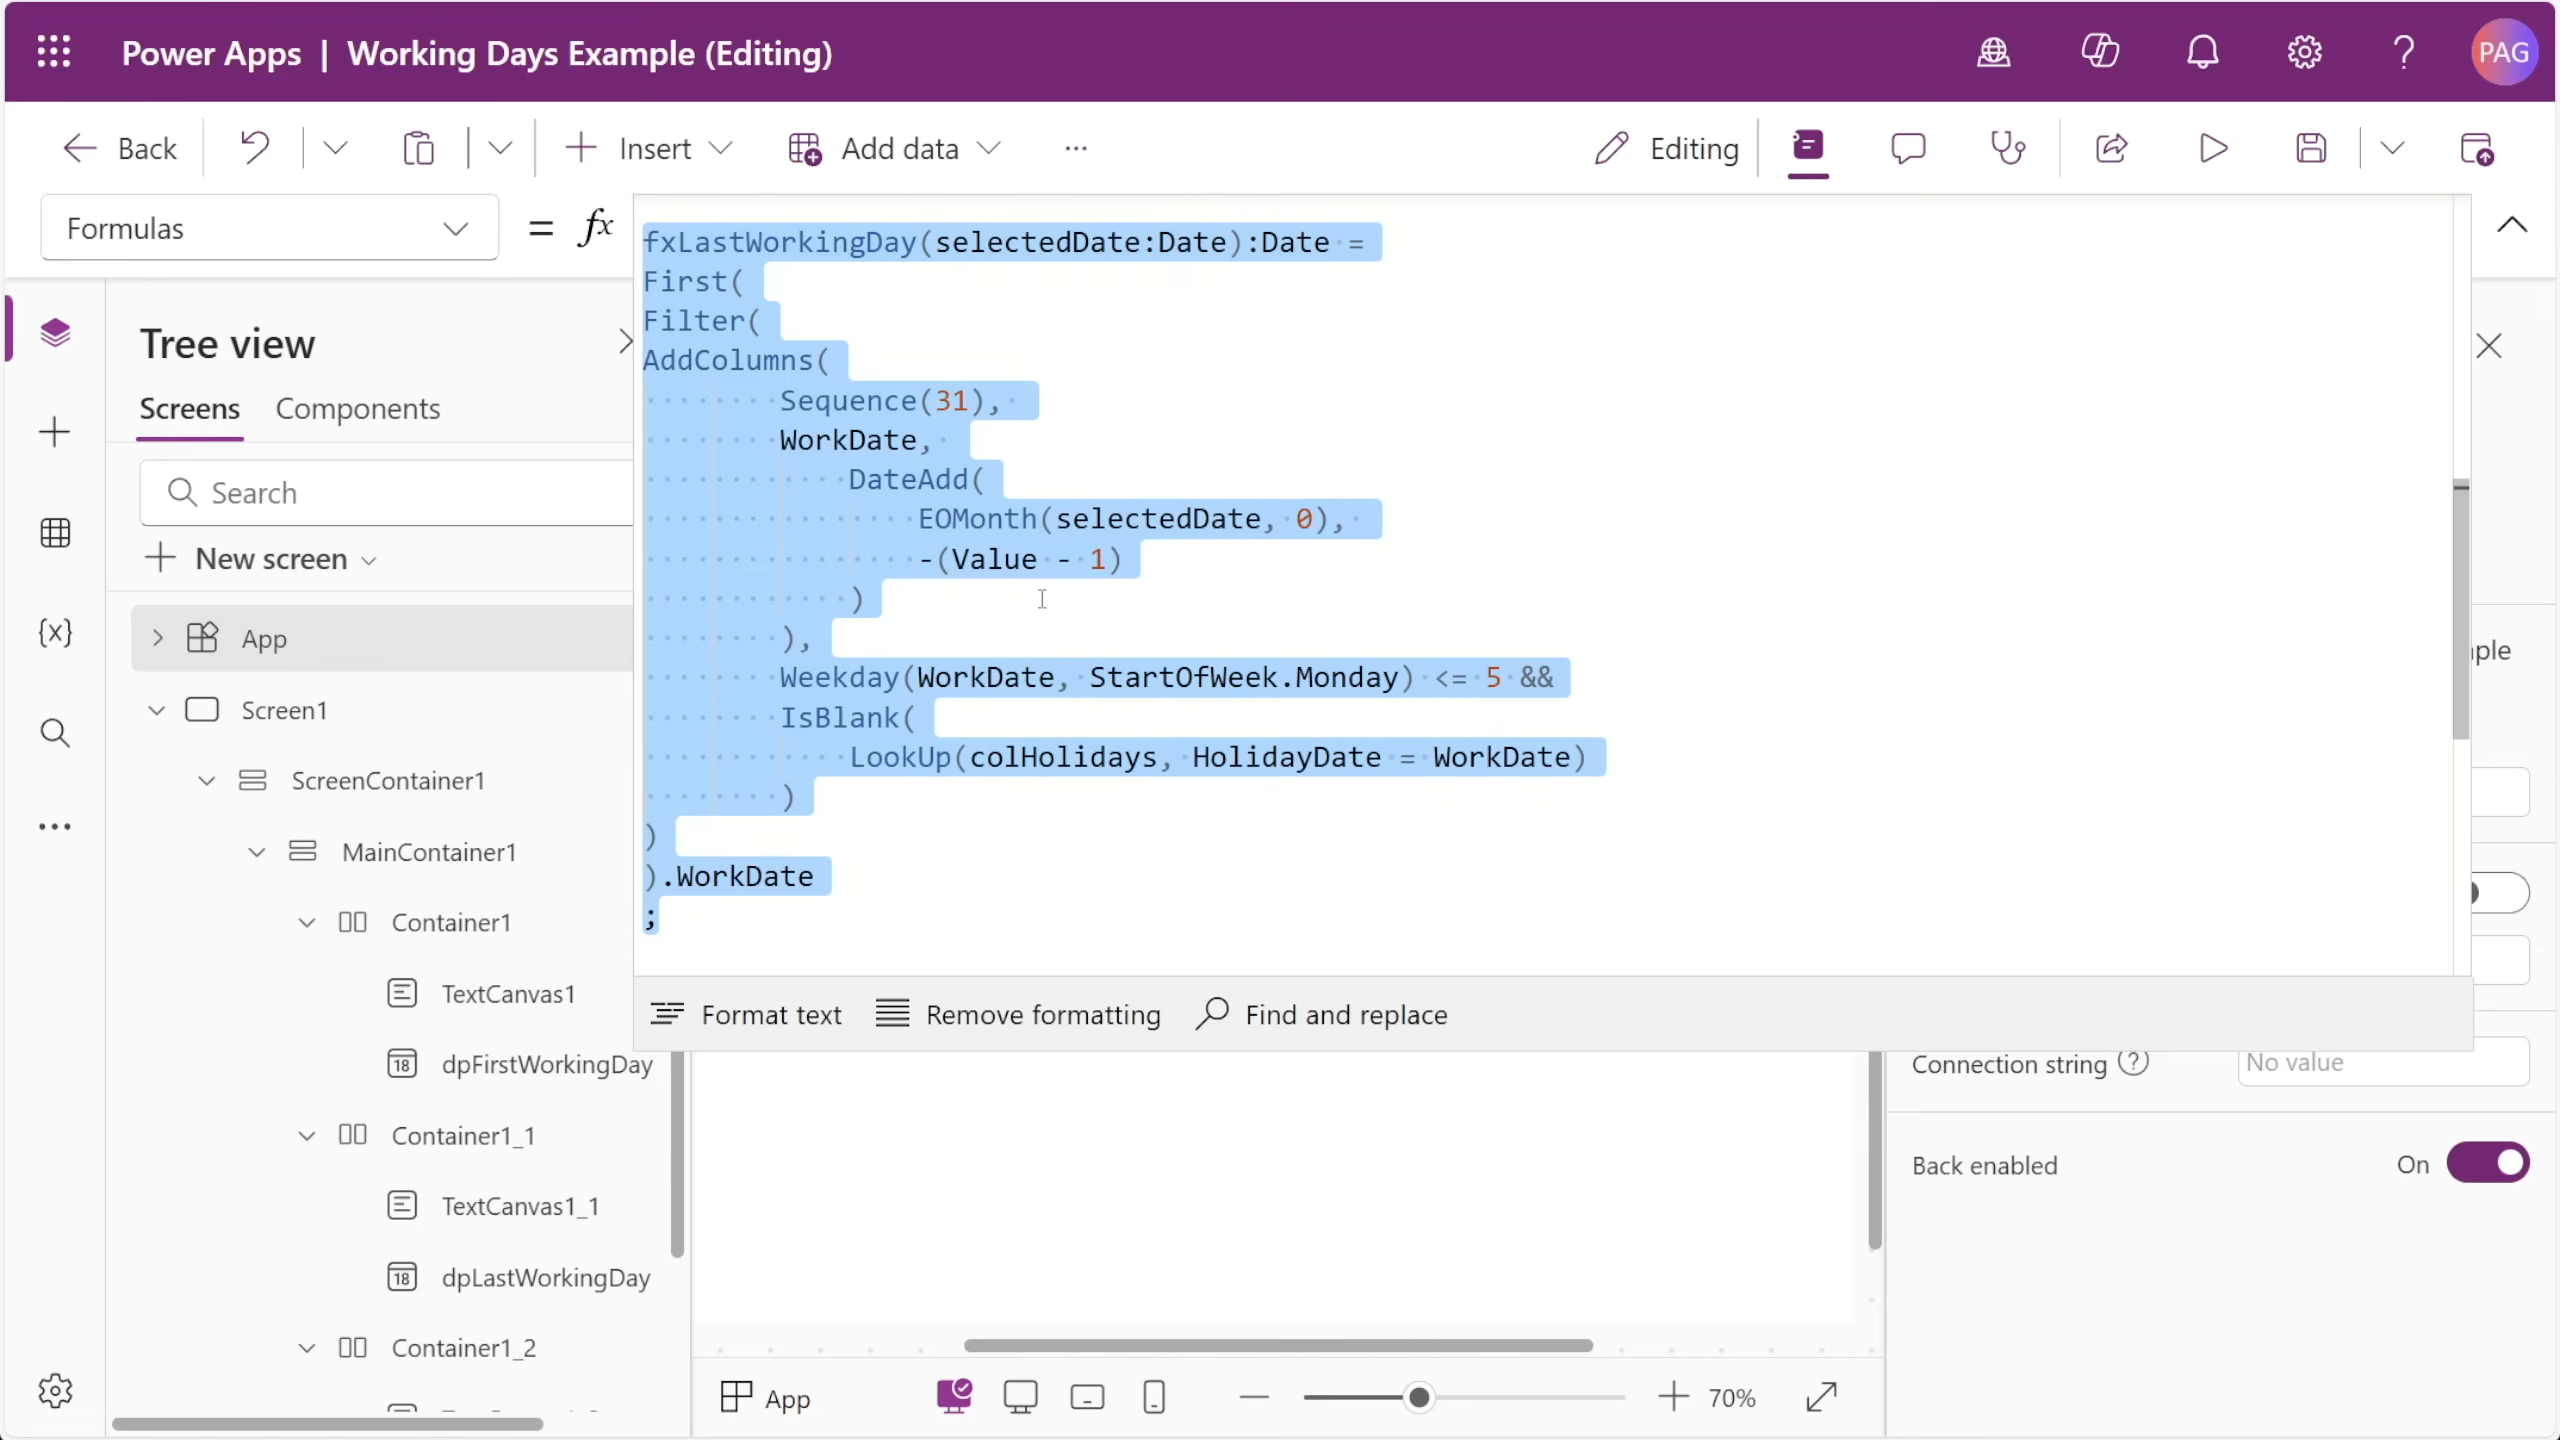 Power Apps | Working Days Example (Editing)
PAG
Back
Insert
Add data
...
Editing
Formulas
= fx
fxLastWorkingDay(selectedDate:Date):Date =
First(
Filter(
AddColumns(
Sequence(31),
WorkDate,
DateAdd(
EOMonth(selectedDate, 0),
-(Value - 1)
)
),
Weekday(WorkDate, StartOfWeek.Monday) <= 5 &&
IsBlank(
LookUp(colHolidays, HolidayDate = WorkDate)
)
)
).WorkDate
;
Format text
Remove formatting
Find and replace
Tree view
Screens
Components
Search
New screen
App
Screen1
ScreenContainer1
MainContainer1
Container1
TextCanvas1
18 dpFirstWorkingDay
Container1_1
TextCanvas1_1
18 dpLastWorkingDay
Container1_2
ple
Connection string
No value
Back enabled
On
App
70%